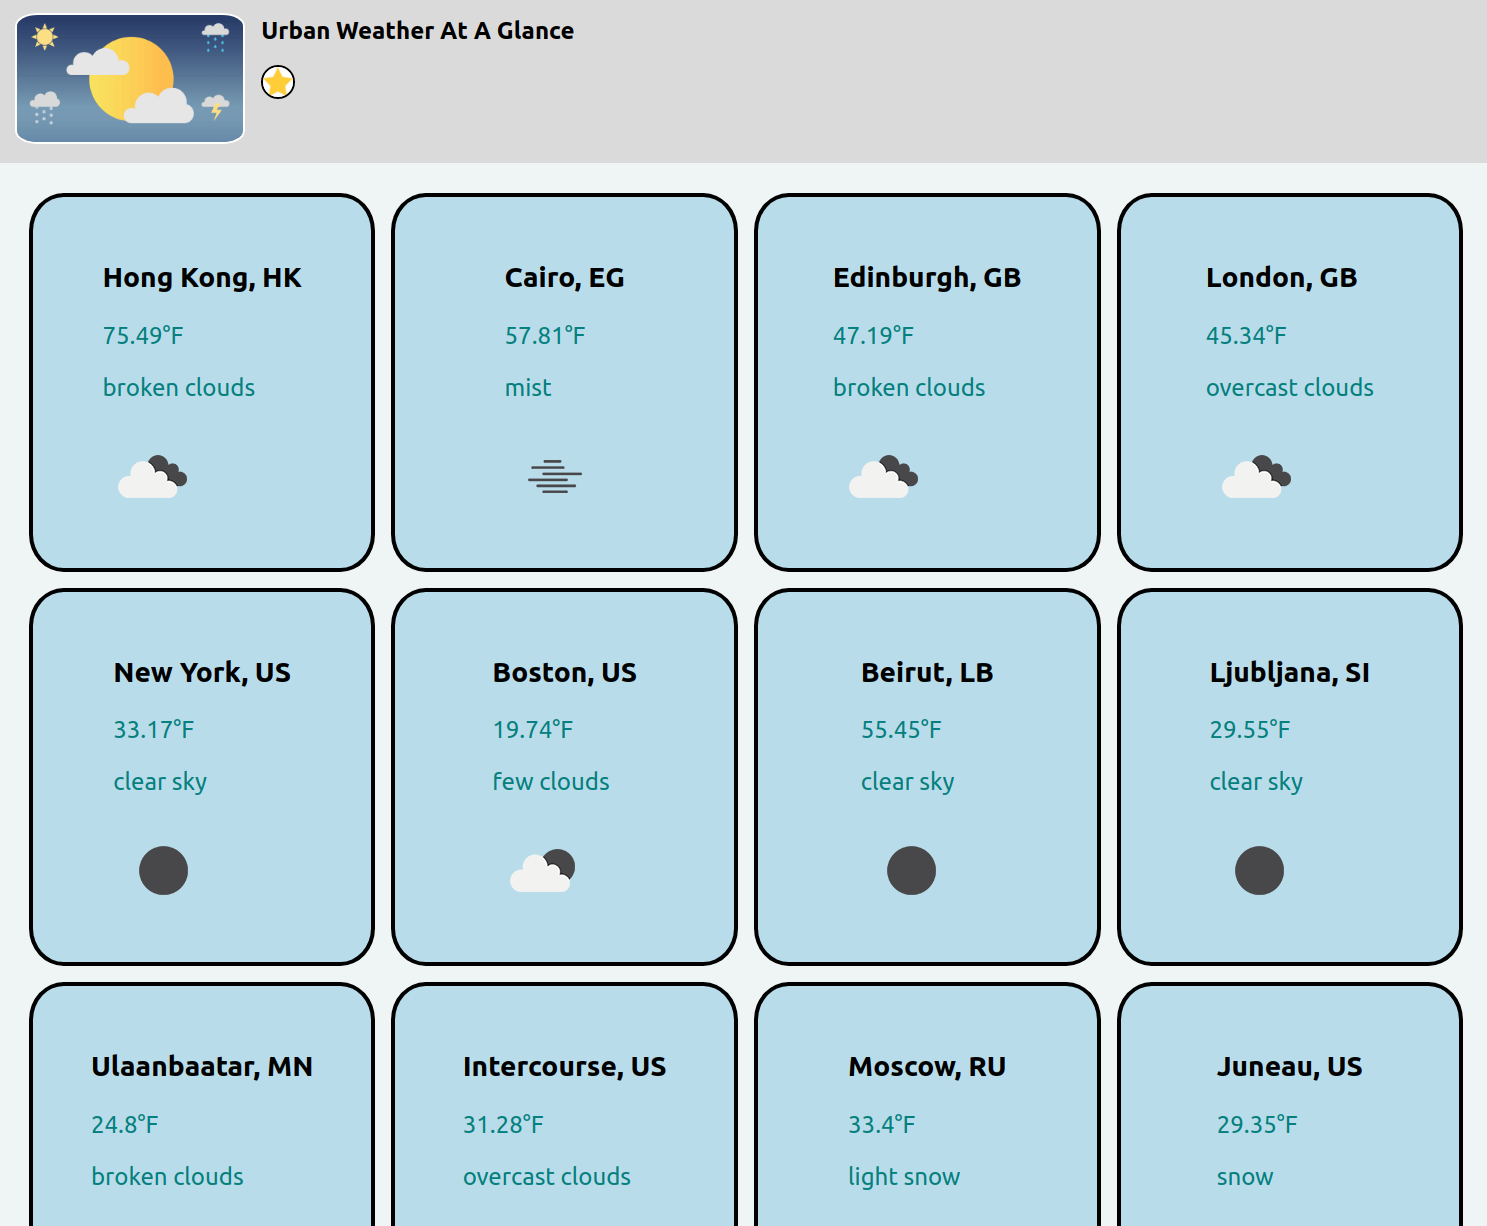 Urban Weather At A Glance
Hong Kong, HK
75.49°F
broken clouds
Cairo, EG
57.81°F
mist
Edinburgh, GB
47.19°F
broken clouds
London, GB
45.34°F
overcast clouds
New York, US
33.17°F
clear sky
Boston, US
19.74°F
few clouds
Beirut, LB
55.45°F
clear sky
Ljubljana, SI
29.55°F
clear sky
Ulaanbaatar, MN
24.8°F
broken clouds
Intercourse, US
31.28°F
overcast clouds
Moscow, RU
33.4°F
light snow
Juneau, US
29.35°F
snow